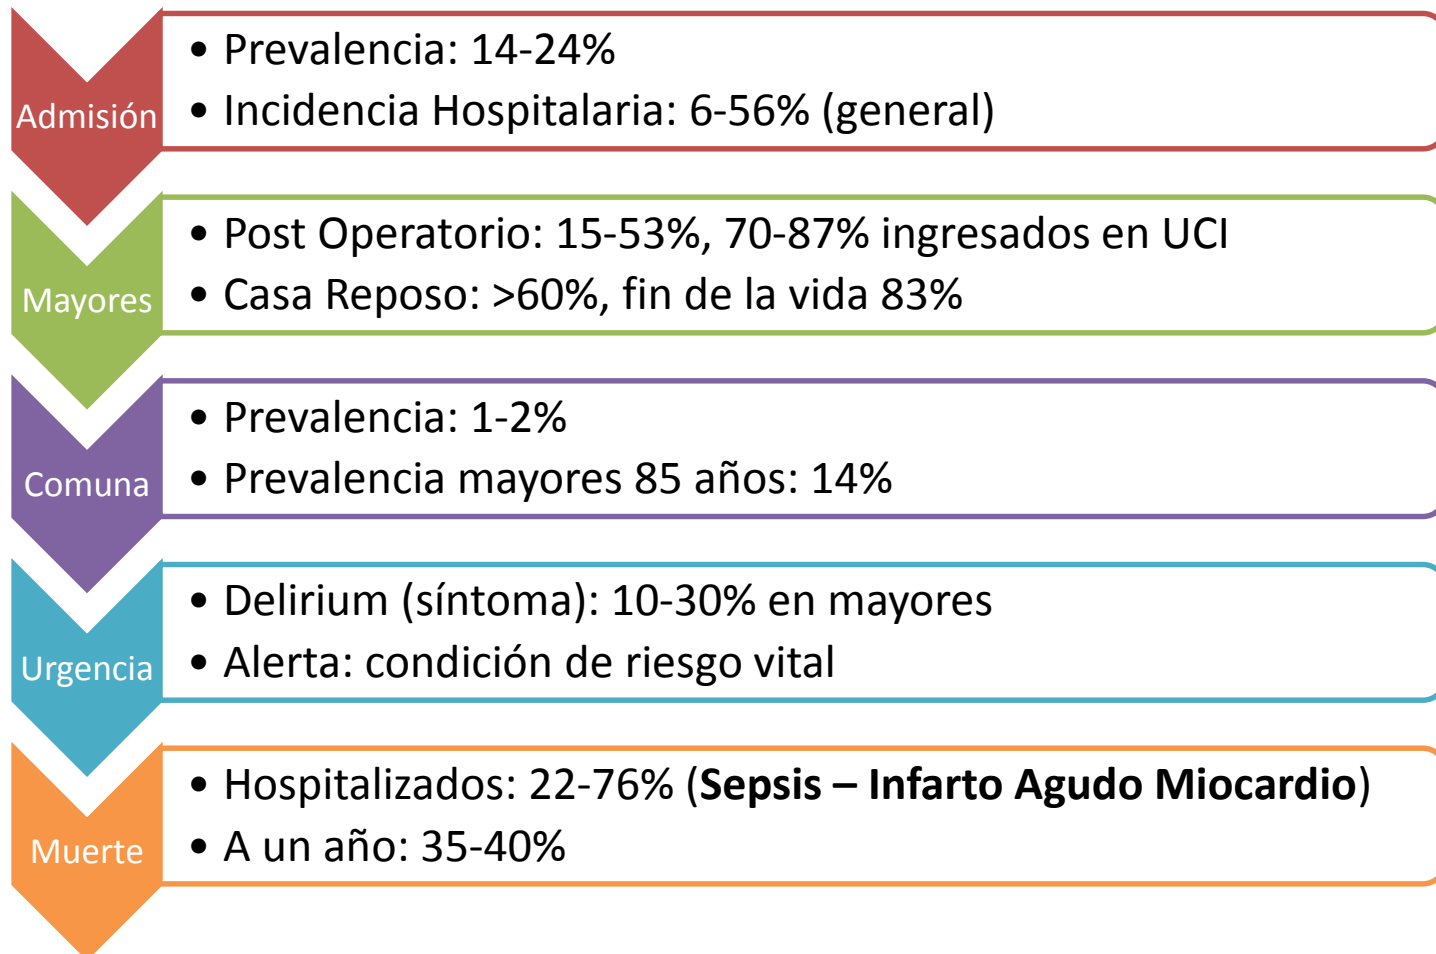 Admisión
• Prevalencia: 14-24%
• Incidencia Hospitalaria: 6-56% (general)
Mayores
• Post Operatorio: 15-53%, 70-87% ingresados en UCI
• Casa Reposo: >60%, fin de la vida 83%
Comuna
• Prevalencia: 1-2%
• Prevalencia mayores 85 años: 14%
Urgencia
• Delirium (síntoma): 10-30% en mayores
• Alerta: condición de riesgo vital
Muerte
• Hospitalizados: 22-76% (Sepsis – Infarto Agudo Miocardio)
• A un año: 35-40%